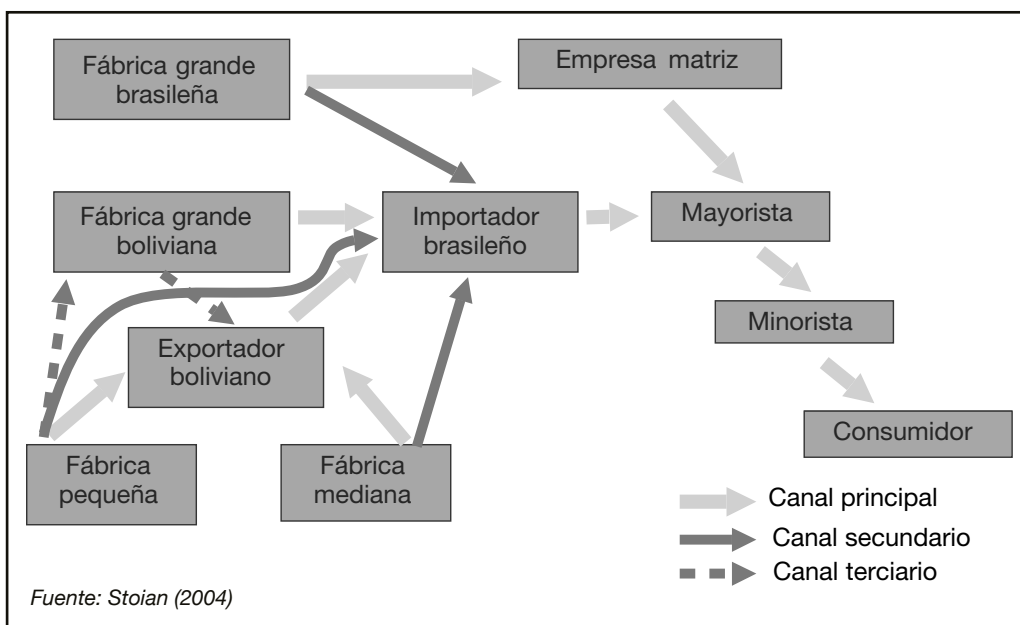 Fábrica grande
brasileña
Empresa matriz
Fábrica grande
boliviana
Importador
brasileño
Mayorista
Minorista
Exportador
boliviano
Consumidor
Fábrica
pequeña
Fábrica
mediana
Canal principal
Canal secundario
Canal terciario
Fuente: Stoian (2004)